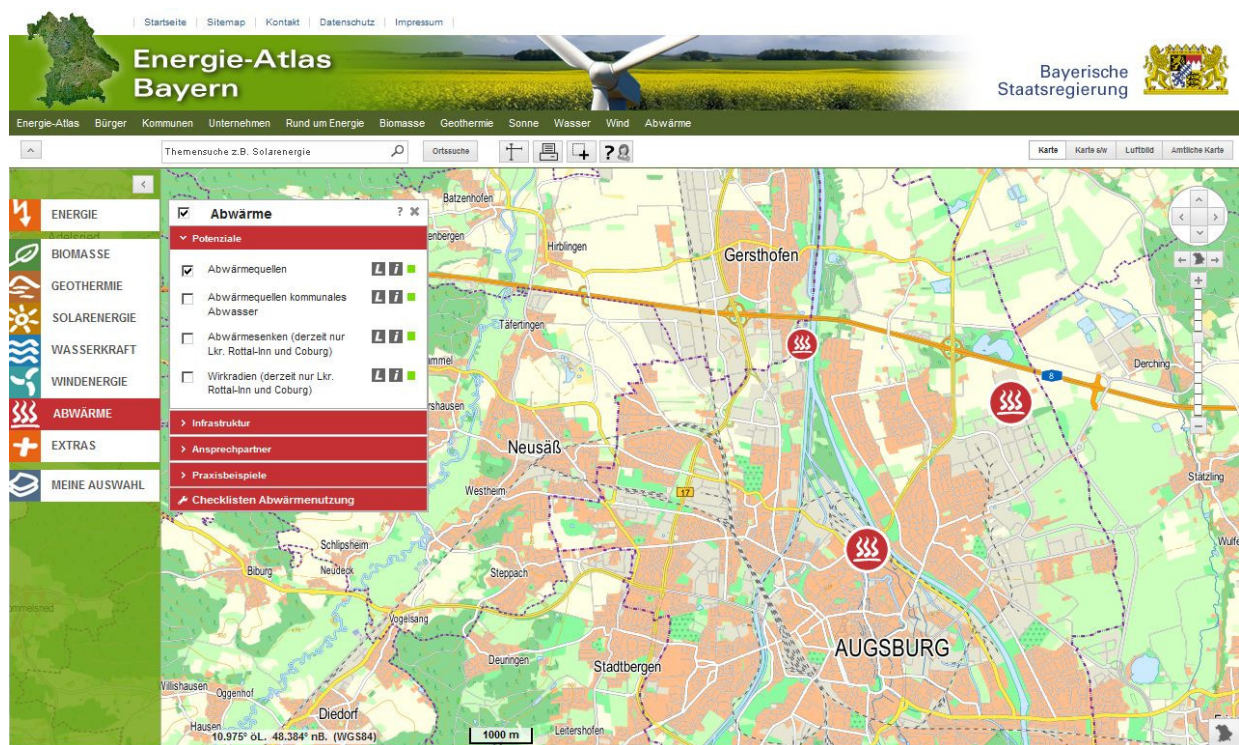 Startseite | Sitemap | Kontakt | Datenschutz | Impressum
Energie-Atlas
Bayern
Bayerische
Staatsregierung
Energie-Atlas Bürger Kommunen Unternehmen Rund um Energie Biomasse Geothermie Sonne Wasser Wind Abwärme
Themensuche z.B. Solarenergie
Ortssuche
?
Karte
Karte s/w
Luftbild
Amtliche Karte
ENERGIE
BIOMASSE
GEOTHERMIE
SOLARENERGIE
WASSERKRAFT
WINDENERGIE
ABWÄRME
EXTRAS
MEINE AUSWAHL
Abwärme
?
Potenziale
Abwärmequellen
L i
Abwärmequellen kommunales
Abwasser
L i
Abwärmesenken (derzeit nur
Lkr. Rottal-Inn und Coburg)
L i
Wirkradien (derzeit nur Lkr.
Rottal-Inn und Coburg)
L i
Infrastruktur
Ansprechpartner
Praxisbeispiele
Checklisten Abwärmenutzung
Batzenhofen
Hirblingen
Gersthofen
Täfertingen
8
Derching
Neusäß
Westheim
17
Stätzling
Schlipsheim
Biburg
Neudeck
Steppach
Vogelsang
AUGSBURG
Deuringen
Stadtbergen
Willishausen
Oggenhof
Diedorf
Hausen
Leitershofen
10.975° öL. 48.384° nB. (WGS84)
1000 m